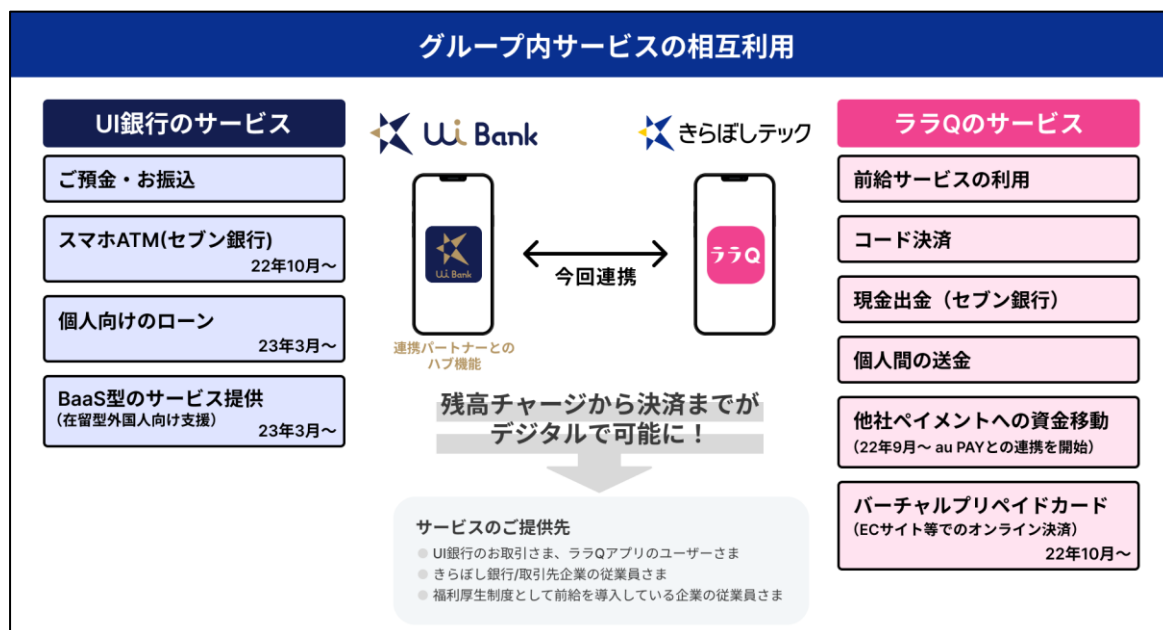 グループ内サービスの相互利用
UI銀行のサービス
ご預金・お振込
スマホATM(セブン銀行)
22年10月～
個人向けのローン
23年3月～
BaaS型のサービス提供
(在留型外国人向け支援)
23年3月～
Ui Bank
きらぼしテック
Ui Bank
ララQ
今回連携
連携パートナーとの
ハブ機能
残高チャージから決済までが
デジタルで可能に！
サービスのご提供先
UI銀行のお取引さま、ララQアプリのユーザーさま
きらぼし銀行/取引先企業の従業員さま
福利厚生制度として前給を導入している企業の従業員さま
ララQのサービス
前給サービスの利用
コード決済
現金出金（セブン銀行）
個人間の送金
他社ペイメントへの資金移動
(22年9月～ au PAYとの連携を開始)
バーチャルプリペイドカード
(ECサイト等でのオンライン決済)
22年10月～